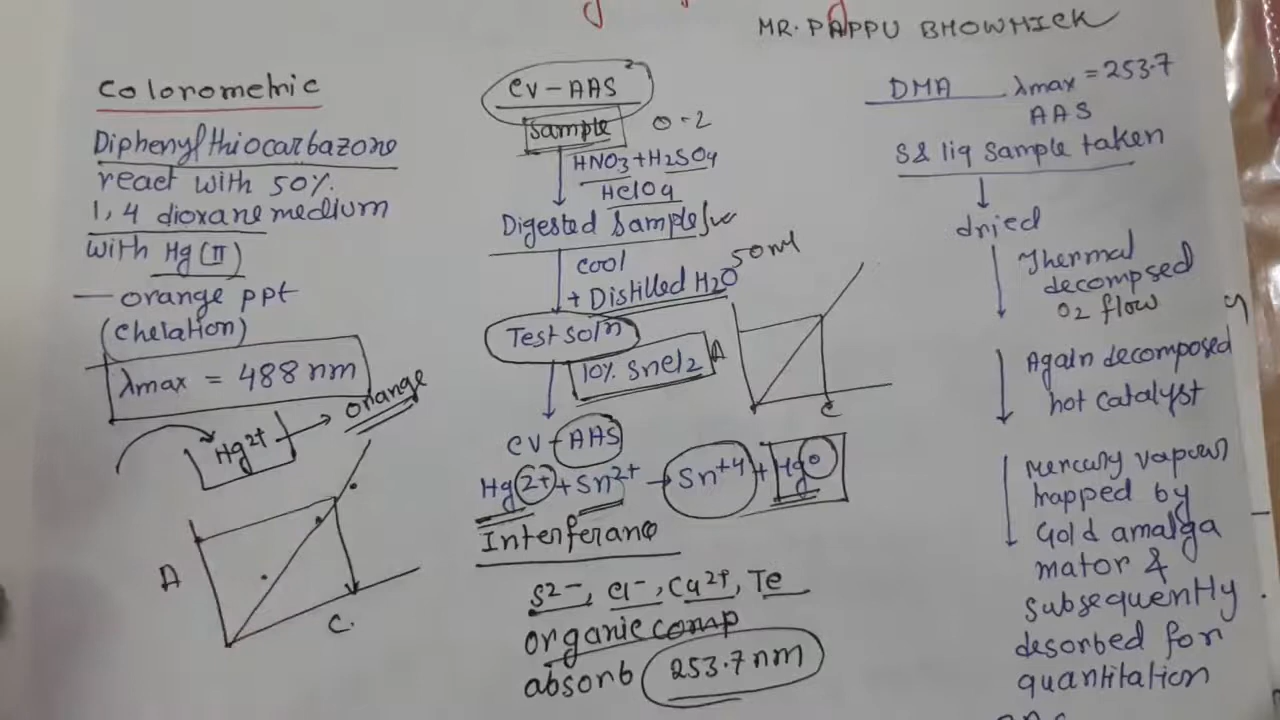 MR. PAPPU BHOWMICK
Colorometric
Diphenylthiocarbazone
react with 50%.
1,4 dioxane medium
with Hg(II)
— orange ppt
(chelation)
λmax = 488 nm
Hg2+ → orange
A
C.
CV-AAS
Sample 0-2
HNO3+H2SO4
HClO4
Digested Sample
cool
+ Distilled H2O 50ml
Test soln
10% SnCl2
A
C
CV-AAS
Hg2+ + Sn2+ → Sn+4 + Hg0
Interferanc
S2-, Cl-, Cu2+, Te
organic comp
absorb 253.7 nm
DMA λmax = 253.7
AAS
S & liq sample taken
dried
Thermal
decompsed
O2 flow
Again decomposed
hot catalyst
Mercury vapour
trapped by
Gold amalga
mator &
subsequently
desorbed for
quantitation